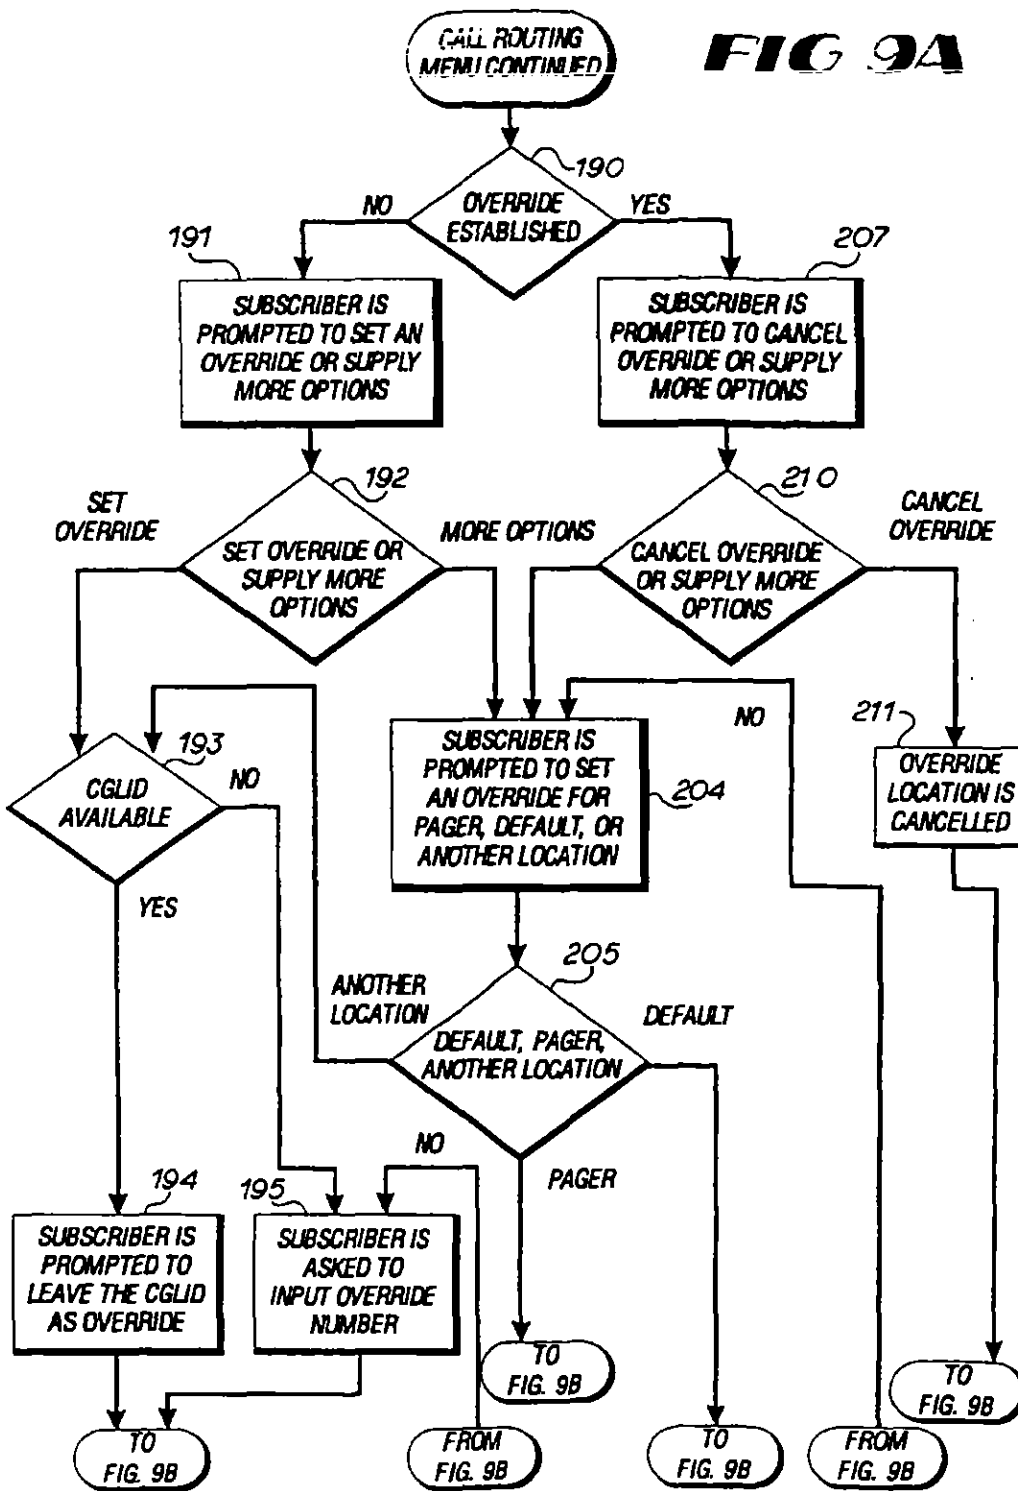 CALL ROUTING
MENU CONTINUED
FIG 9A
190
OVERRIDE
ESTABLISHED
NO
YES
191
207
SUBSCRIBER IS
PROMPTED TO SET AN
OVERRIDE OR SUPPLY
MORE OPTIONS
SUBSCRIBER IS
PROMPTED TO CANCEL
OVERRIDE OR SUPPLY
MORE OPTIONS
192
210
SET
OVERRIDE
MORE OPTIONS
CANCEL
OVERRIDE
SET OVERRIDE OR
SUPPLY MORE
OPTIONS
CANCEL OVERRIDE
OR SUPPLY MORE
OPTIONS
193
NO
CGLID
AVAILABLE
YES
SUBSCRIBER IS
PROMPTED TO SET
AN OVERRIDE FOR
PAGER, DEFAULT, OR
ANOTHER LOCATION
204
NO
211
OVERRIDE
LOCATION IS
CANCELLED
205
ANOTHER
LOCATION
DEFAULT
DEFAULT, PAGER,
ANOTHER LOCATION
NO
PAGER
194
195
SUBSCRIBER IS
PROMPTED TO
LEAVE THE CGLID
AS OVERRIDE
SUBSCRIBER IS
ASKED TO
INPUT OVERRIDE
NUMBER
TO
FIG. 9B
TO
FIG. 9B
TO
FIG. 9B
FROM
FIG. 9B
TO
FIG. 9B
FROM
FIG. 9B